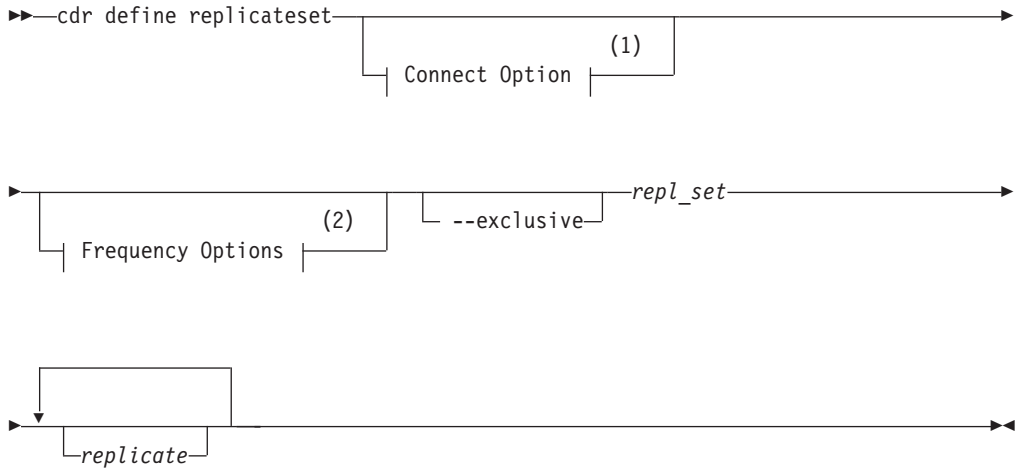 cdr define replicateset
(1)
Connect Option
repl_set
(2)
--exclusive
Frequency Options
replicate